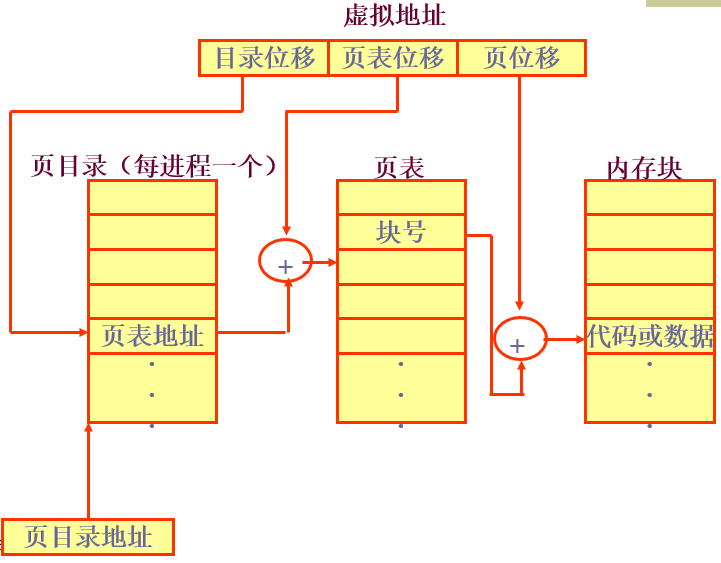 虚拟地址
目录位移 页表位移 页位移
页目录（每进程一个） 页表 内存块
块号
+
页表地址 + 代码或数据
页目录地址